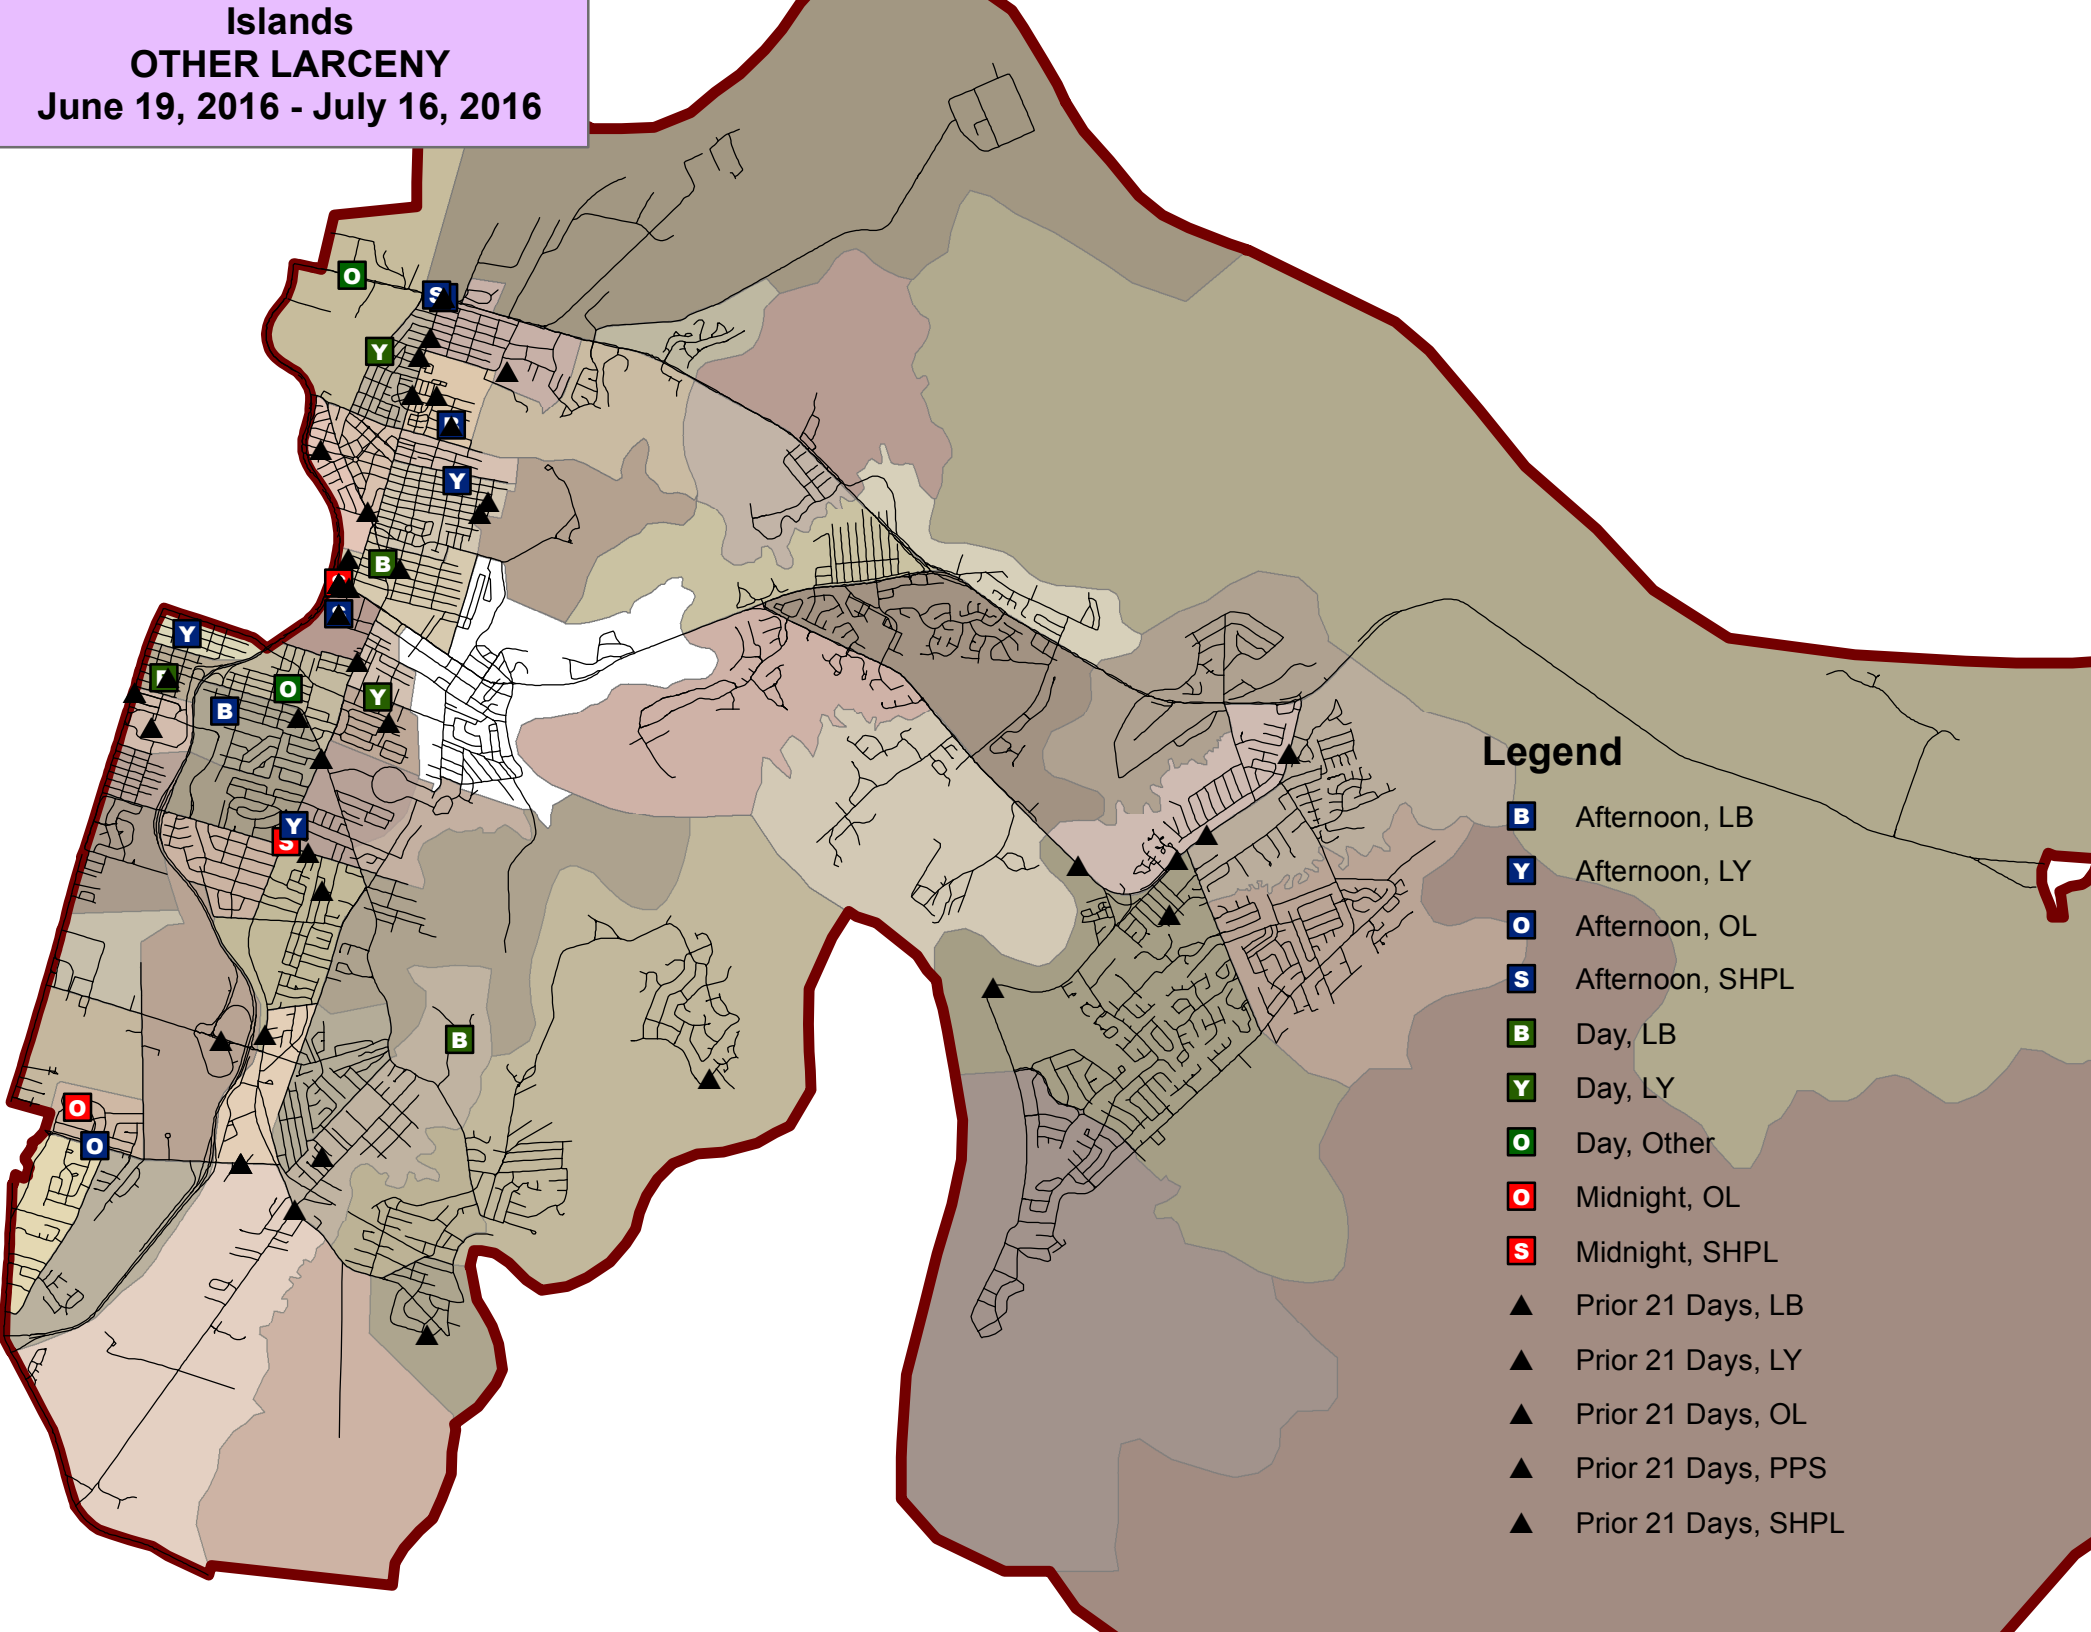 Islands
OTHER LARCENY
June 19, 2016 - July 16, 2016
O
S
Y
B
Y
B
S
Y
O
Y
B
Y
S
B
O
O
Legend
B Afternoon, LB
Y Afternoon, LY
O Afternoon, OL
S Afternoon, SHPL
B Day, LB
Y Day, LY
O Day, Other
O Midnight, OL
S Midnight, SHPL
Prior 21 Days, LB
Prior 21 Days, LY
Prior 21 Days, OL
Prior 21 Days, PPS
Prior 21 Days, SHPL